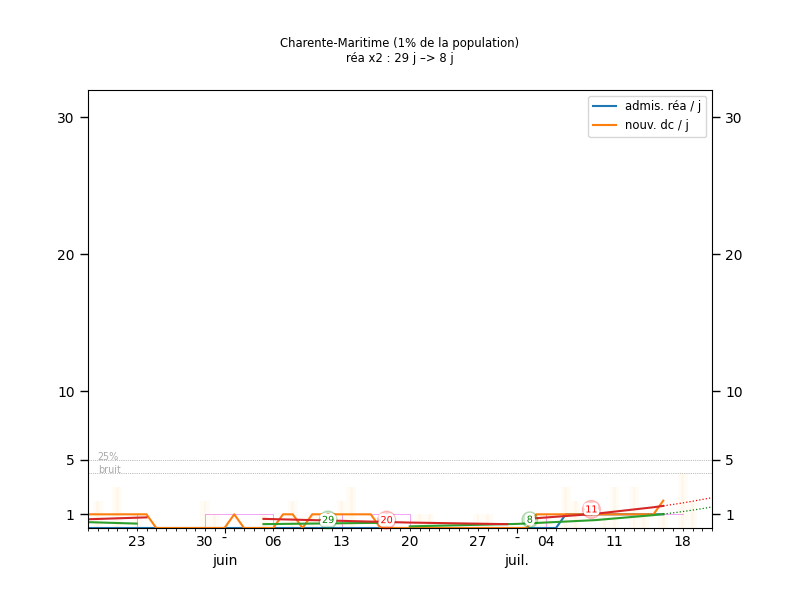 Charente-Maritime (1% de la population)
réa x2 : 29 j –> 8 j
admis. réa / j
nouv. dc / j
30 30
20 20
10 10
5 5
1 1
25%
bruit
29 20 8 11
23 30 - 06 13 20 27 - 04 11 18
juin juil.